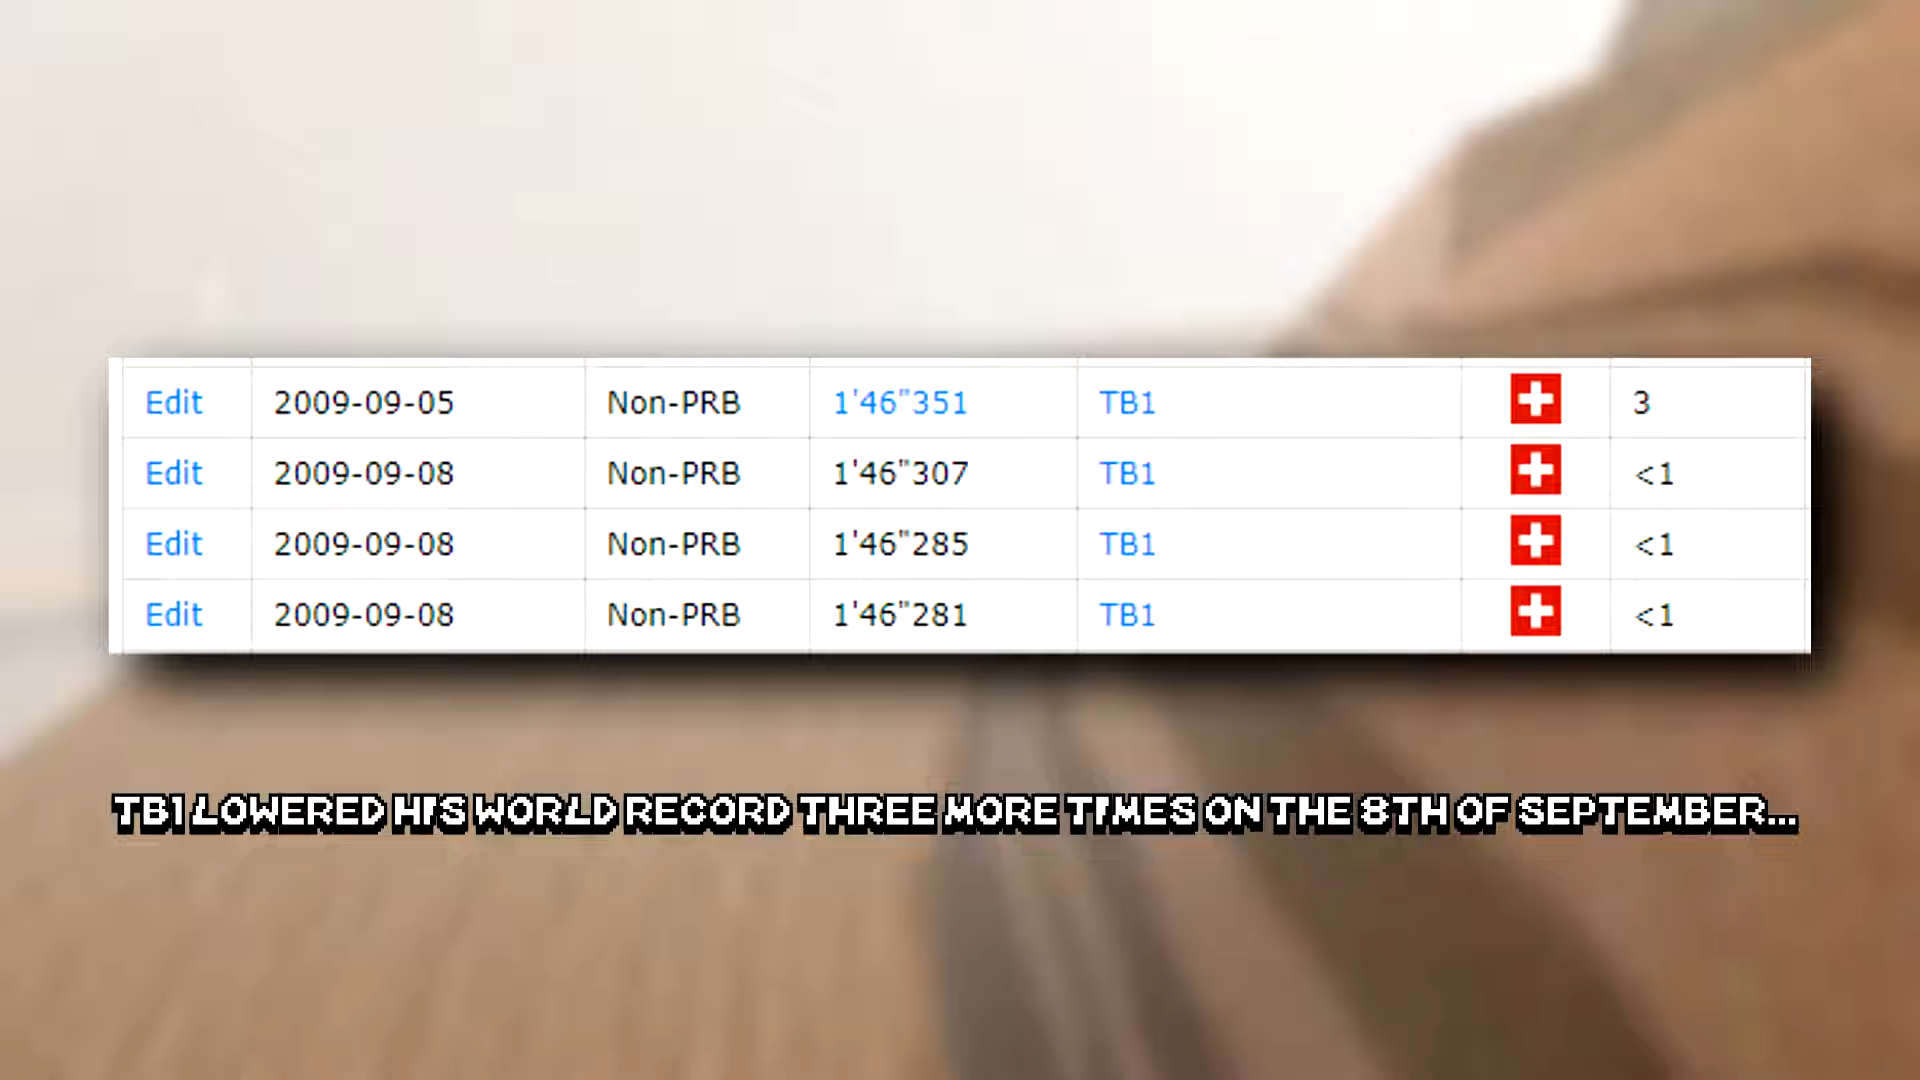 Edit 2009-09-05 Non-PRB 1'46"351 TB1 3
Edit 2009-09-08 Non-PRB 1'46"307 TB1 <1
Edit 2009-09-08 Non-PRB 1'46"285 TB1 <1
Edit 2009-09-08 Non-PRB 1'46"281 TB1 <1
TB1 LOWERED HIS WORLD RECORD THREE MORE TIMES ON THE 8TH OF SEPTEMBER...